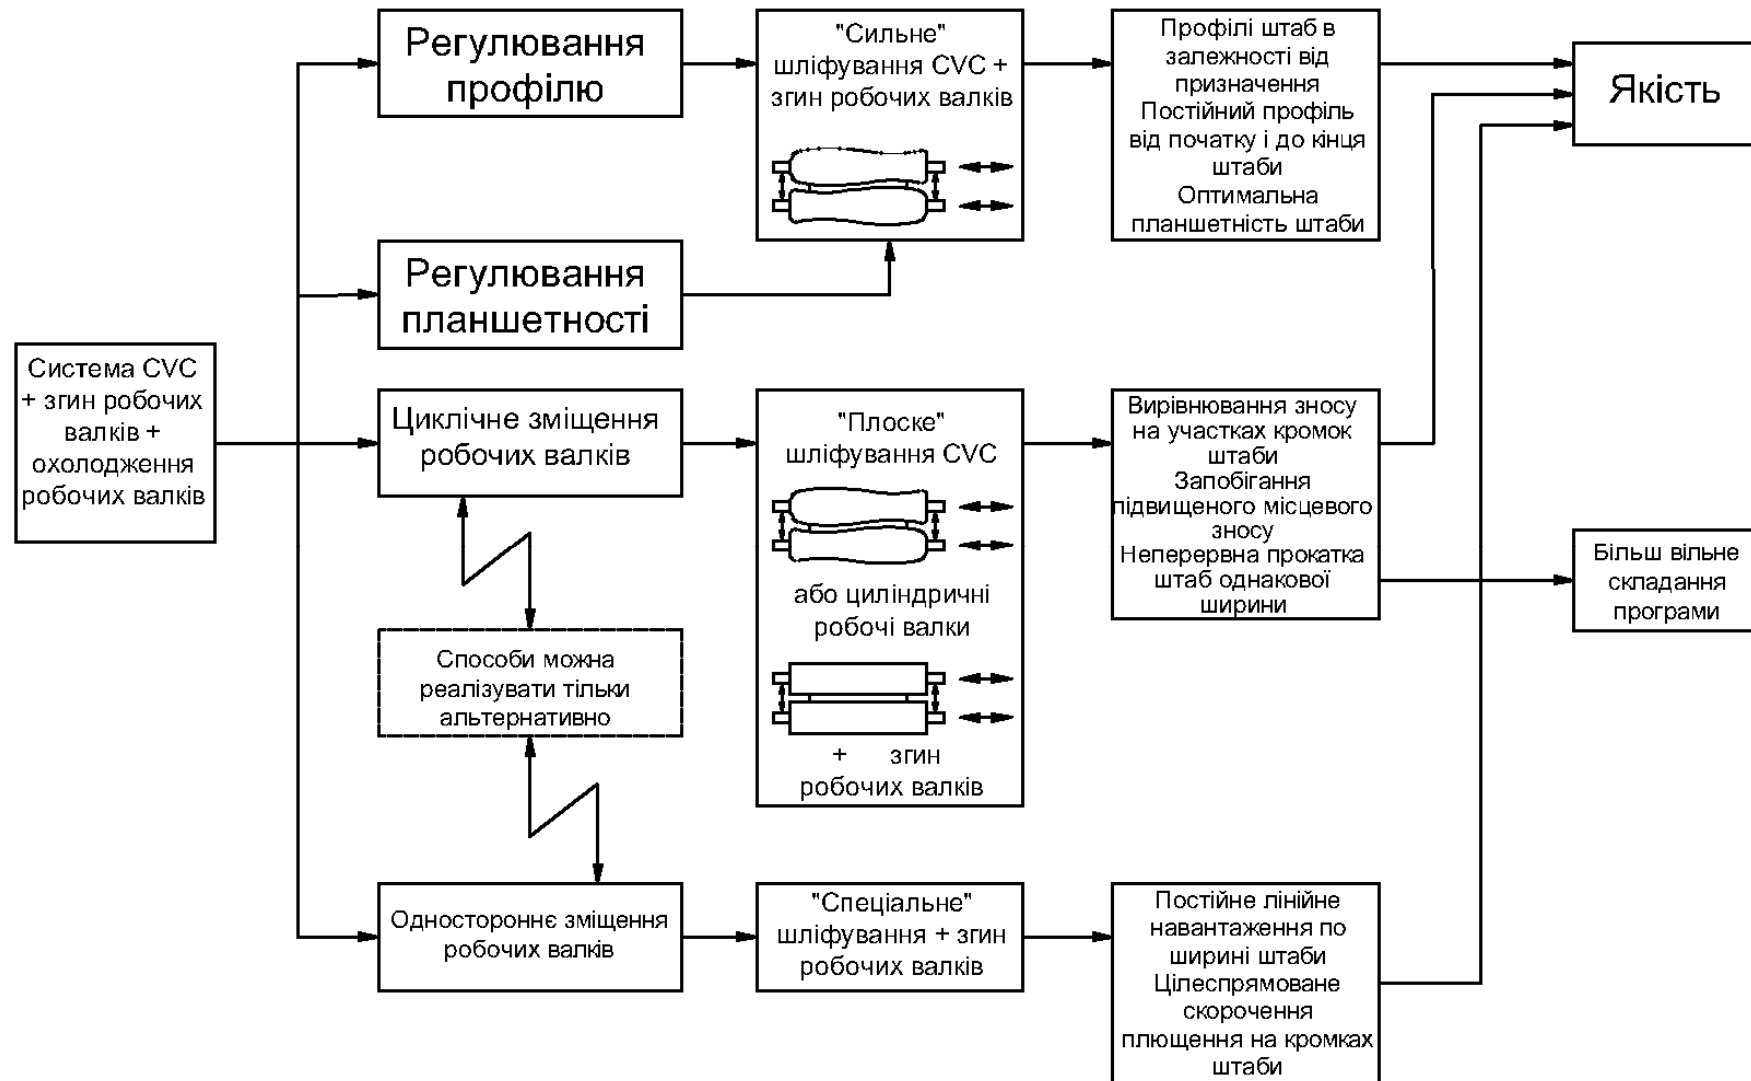 Регулювання
профілю
"Сильне"
шліфування CVC +
згин робочих валків
Профілі штаб в
залежності від
призначення
Постійний профіль
від початку і до кінця
штаби
Оптимальна
планшетність штаби
Якість
Регулювання
планшетності
Система CVC
+ згин робочих
валків +
охолодження
робочих валків
Циклічне зміщення
робочих валків
"Плоске"
шліфування CVC
або циліндричні
робочі валки
+ згин
робочих валків
Вирівнювання зносу
на участках кромок
штаби
Запобігання
підвищеного місцевого
зносу
Неперервна прокатка
штаб однакової
ширини
Більш вільне
складання
програми
Способи можна
реалізувати тільки
альтернативно
Одностороннє зміщення
робочих валків
"Спеціальне"
шліфування + згин
робочих валків
Постійне лінійне
навантаження по
ширині штаби
Цілеспрямоване
скорочення
плющення на кромках
штаби